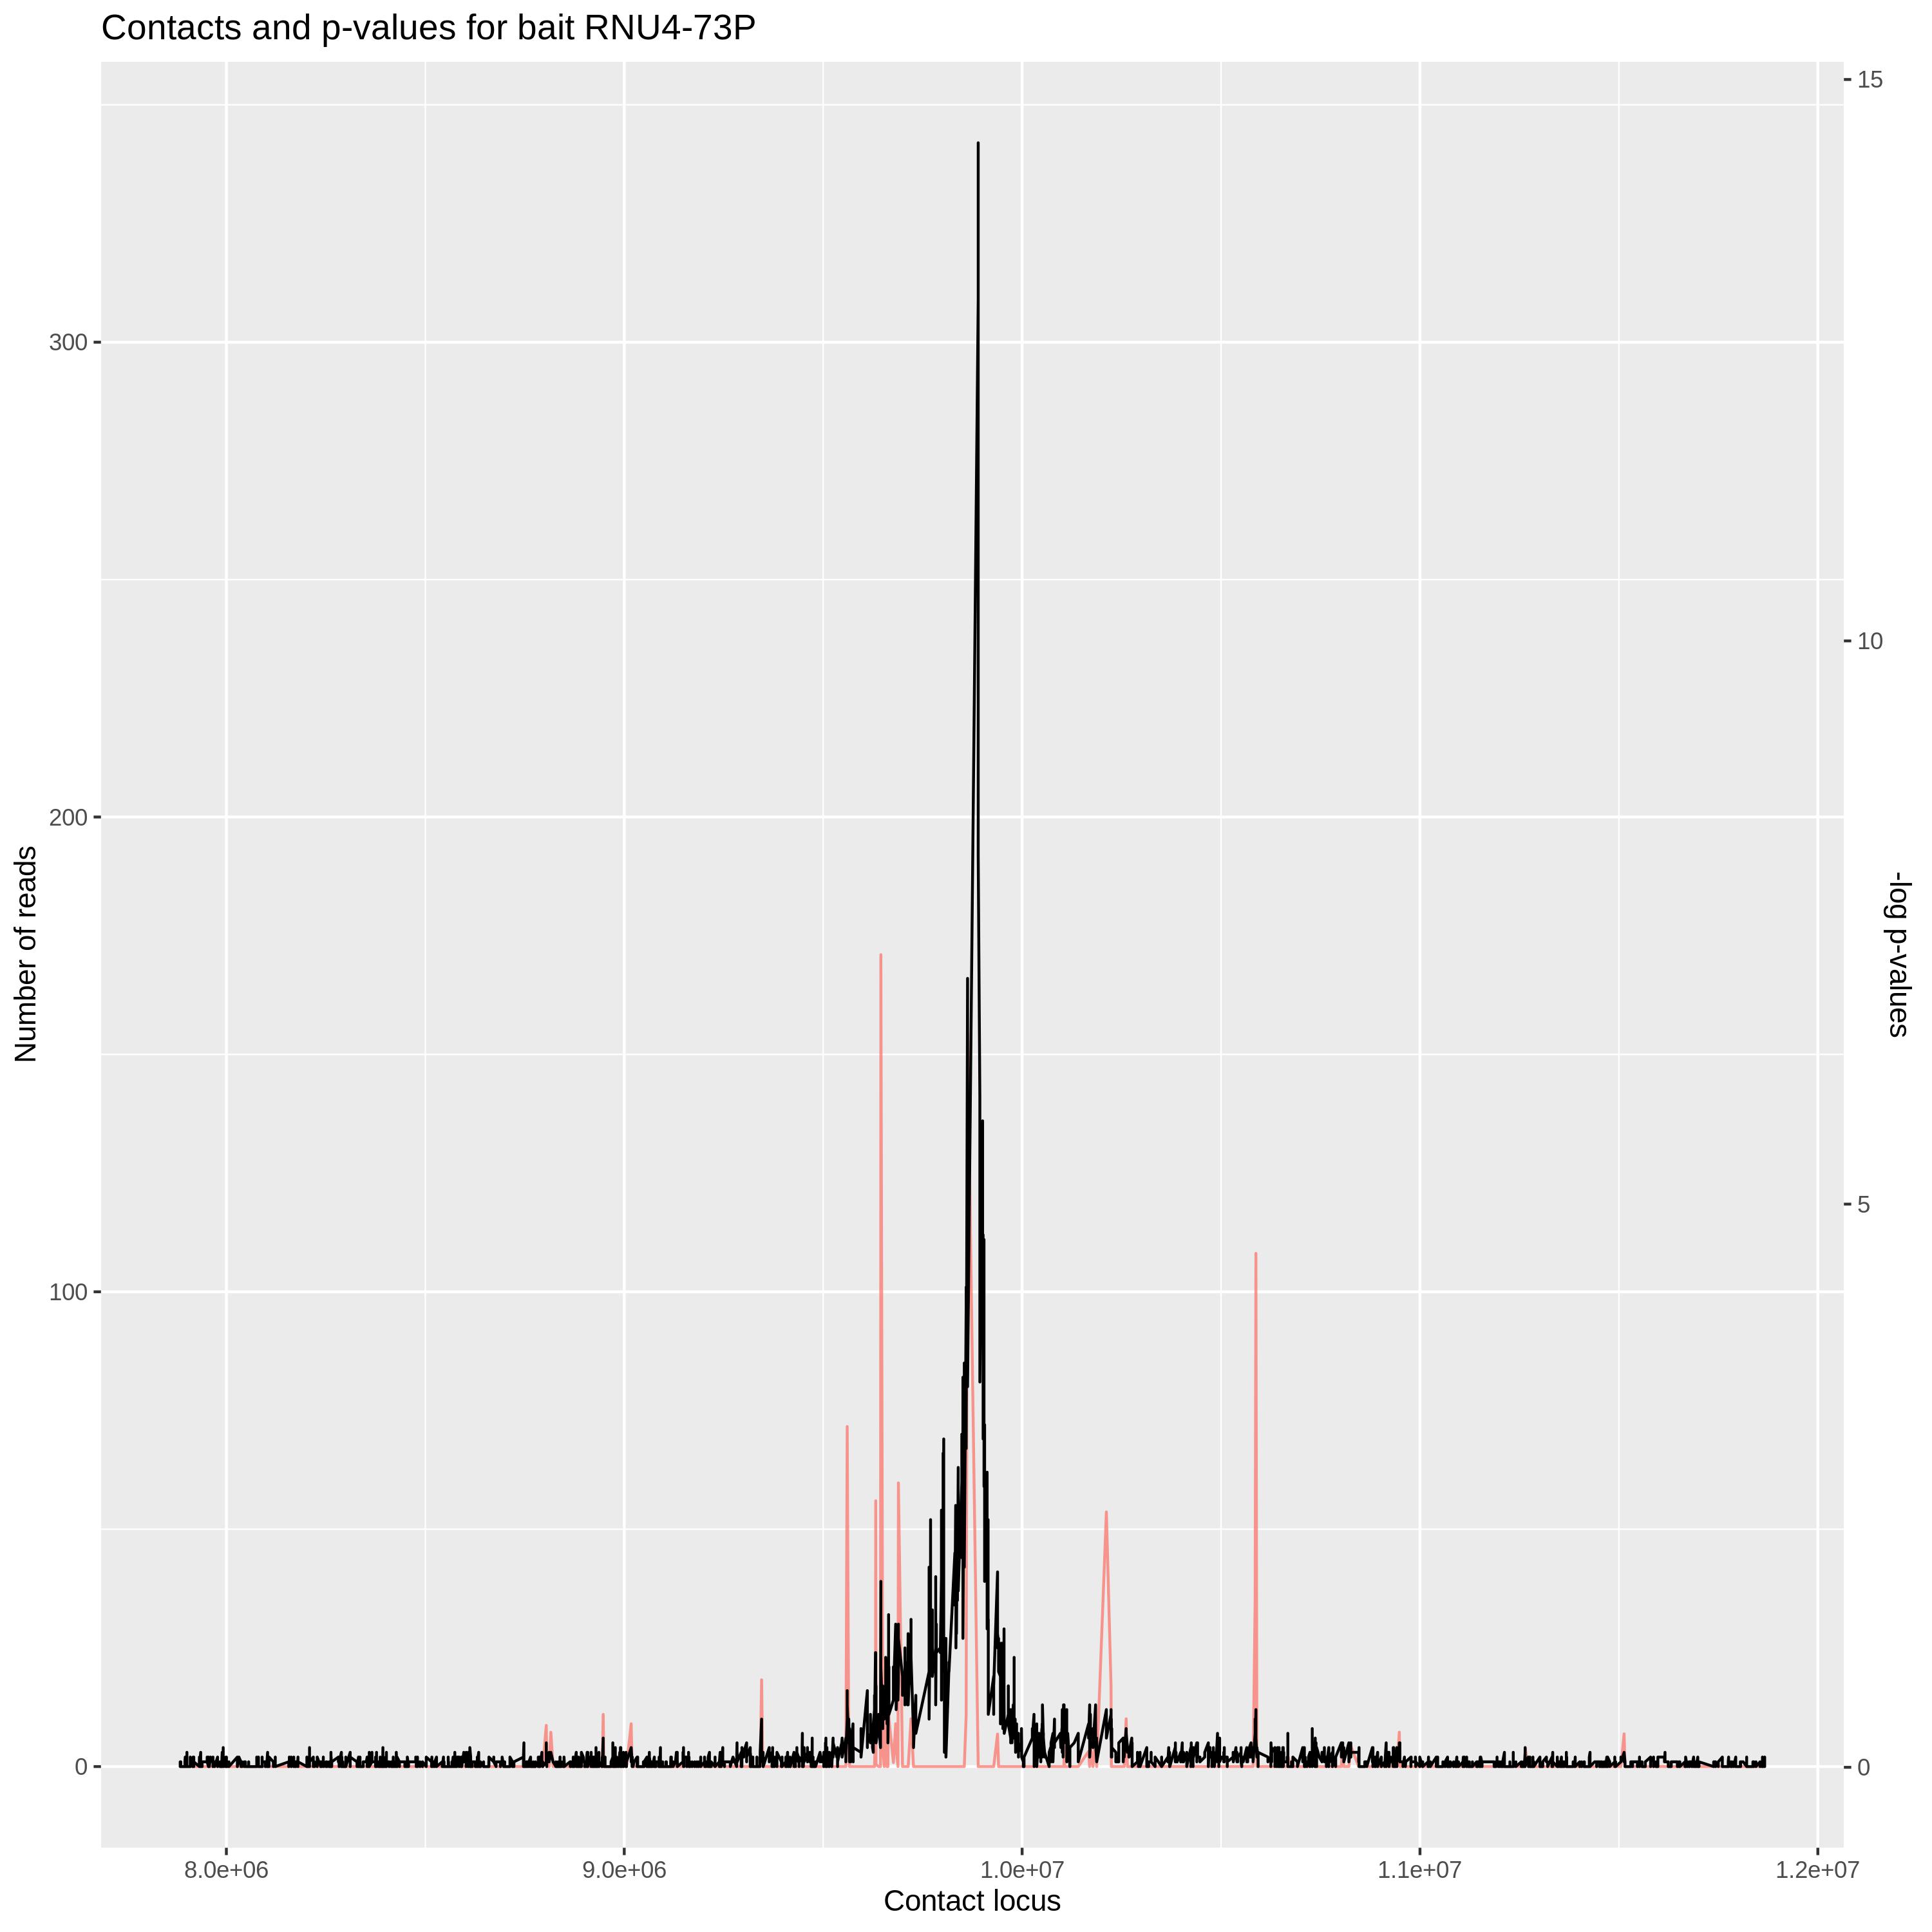 Contacts and p-values for bait RNU4-73P
15
300
10
200
Number of reads
-log p-values
5
100
0
0
8.0e+06
9.0e+06
1.0e+07
1.1e+07
1.2e+07
Contact locus